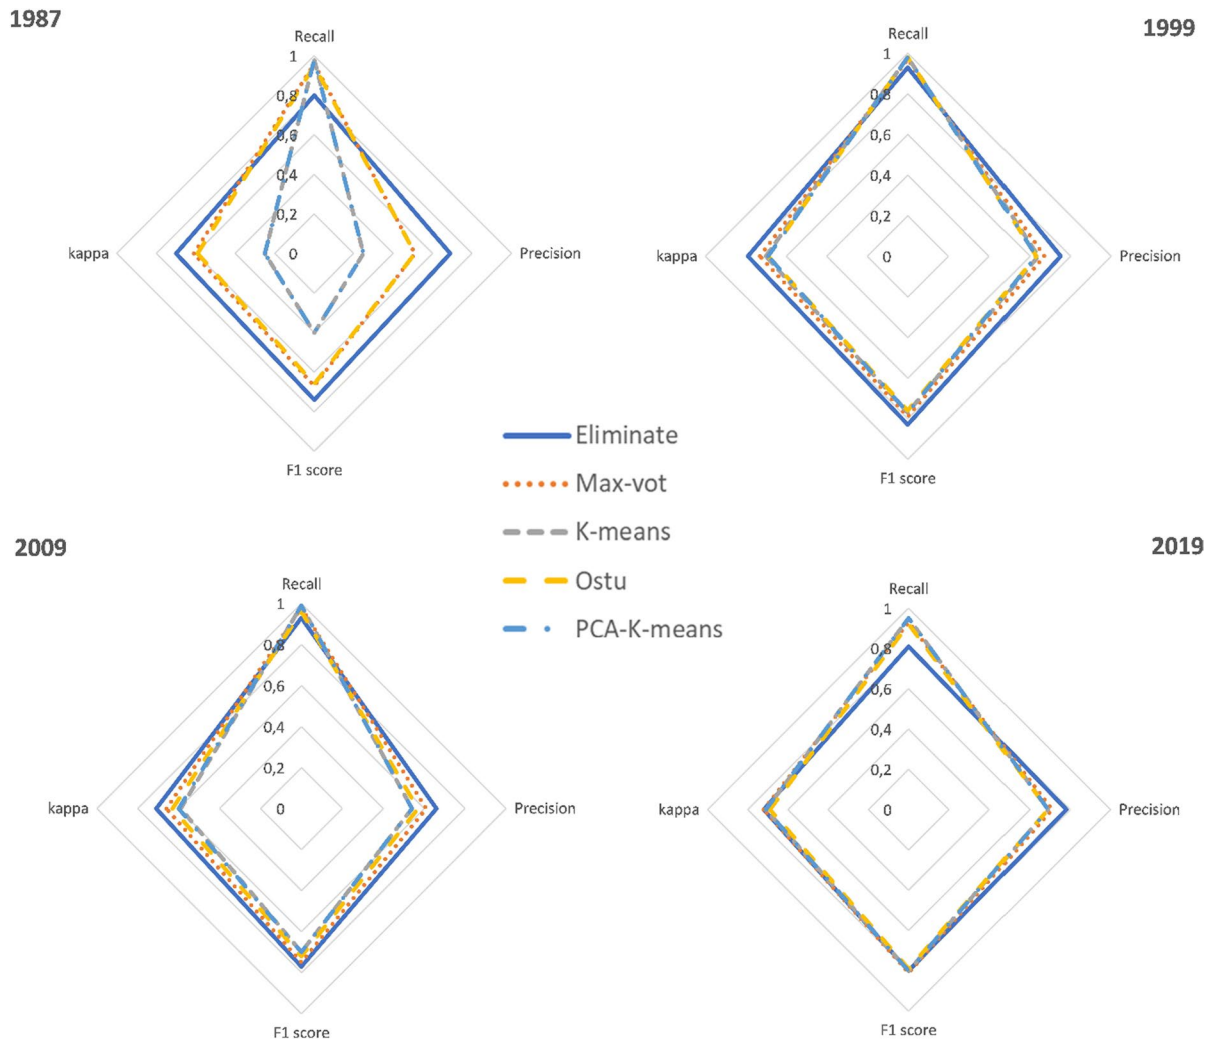 1987
Recall
1
0,8
0,6
0,4
0,2
0
kappa
Precision
F1 score
1999
Recall
1
0,8
0,6
0,4
0,2
0
kappa
Precision
F1 score
Eliminate
Max-vot
K-means
Ostu
PCA-K-means
2009
Recall
1
0,8
0,6
0,4
0,2
0
kappa
Precision
F1 score
2019
Recall
1
0,8
0,6
0,4
0,2
0
kappa
Precision
F1 score